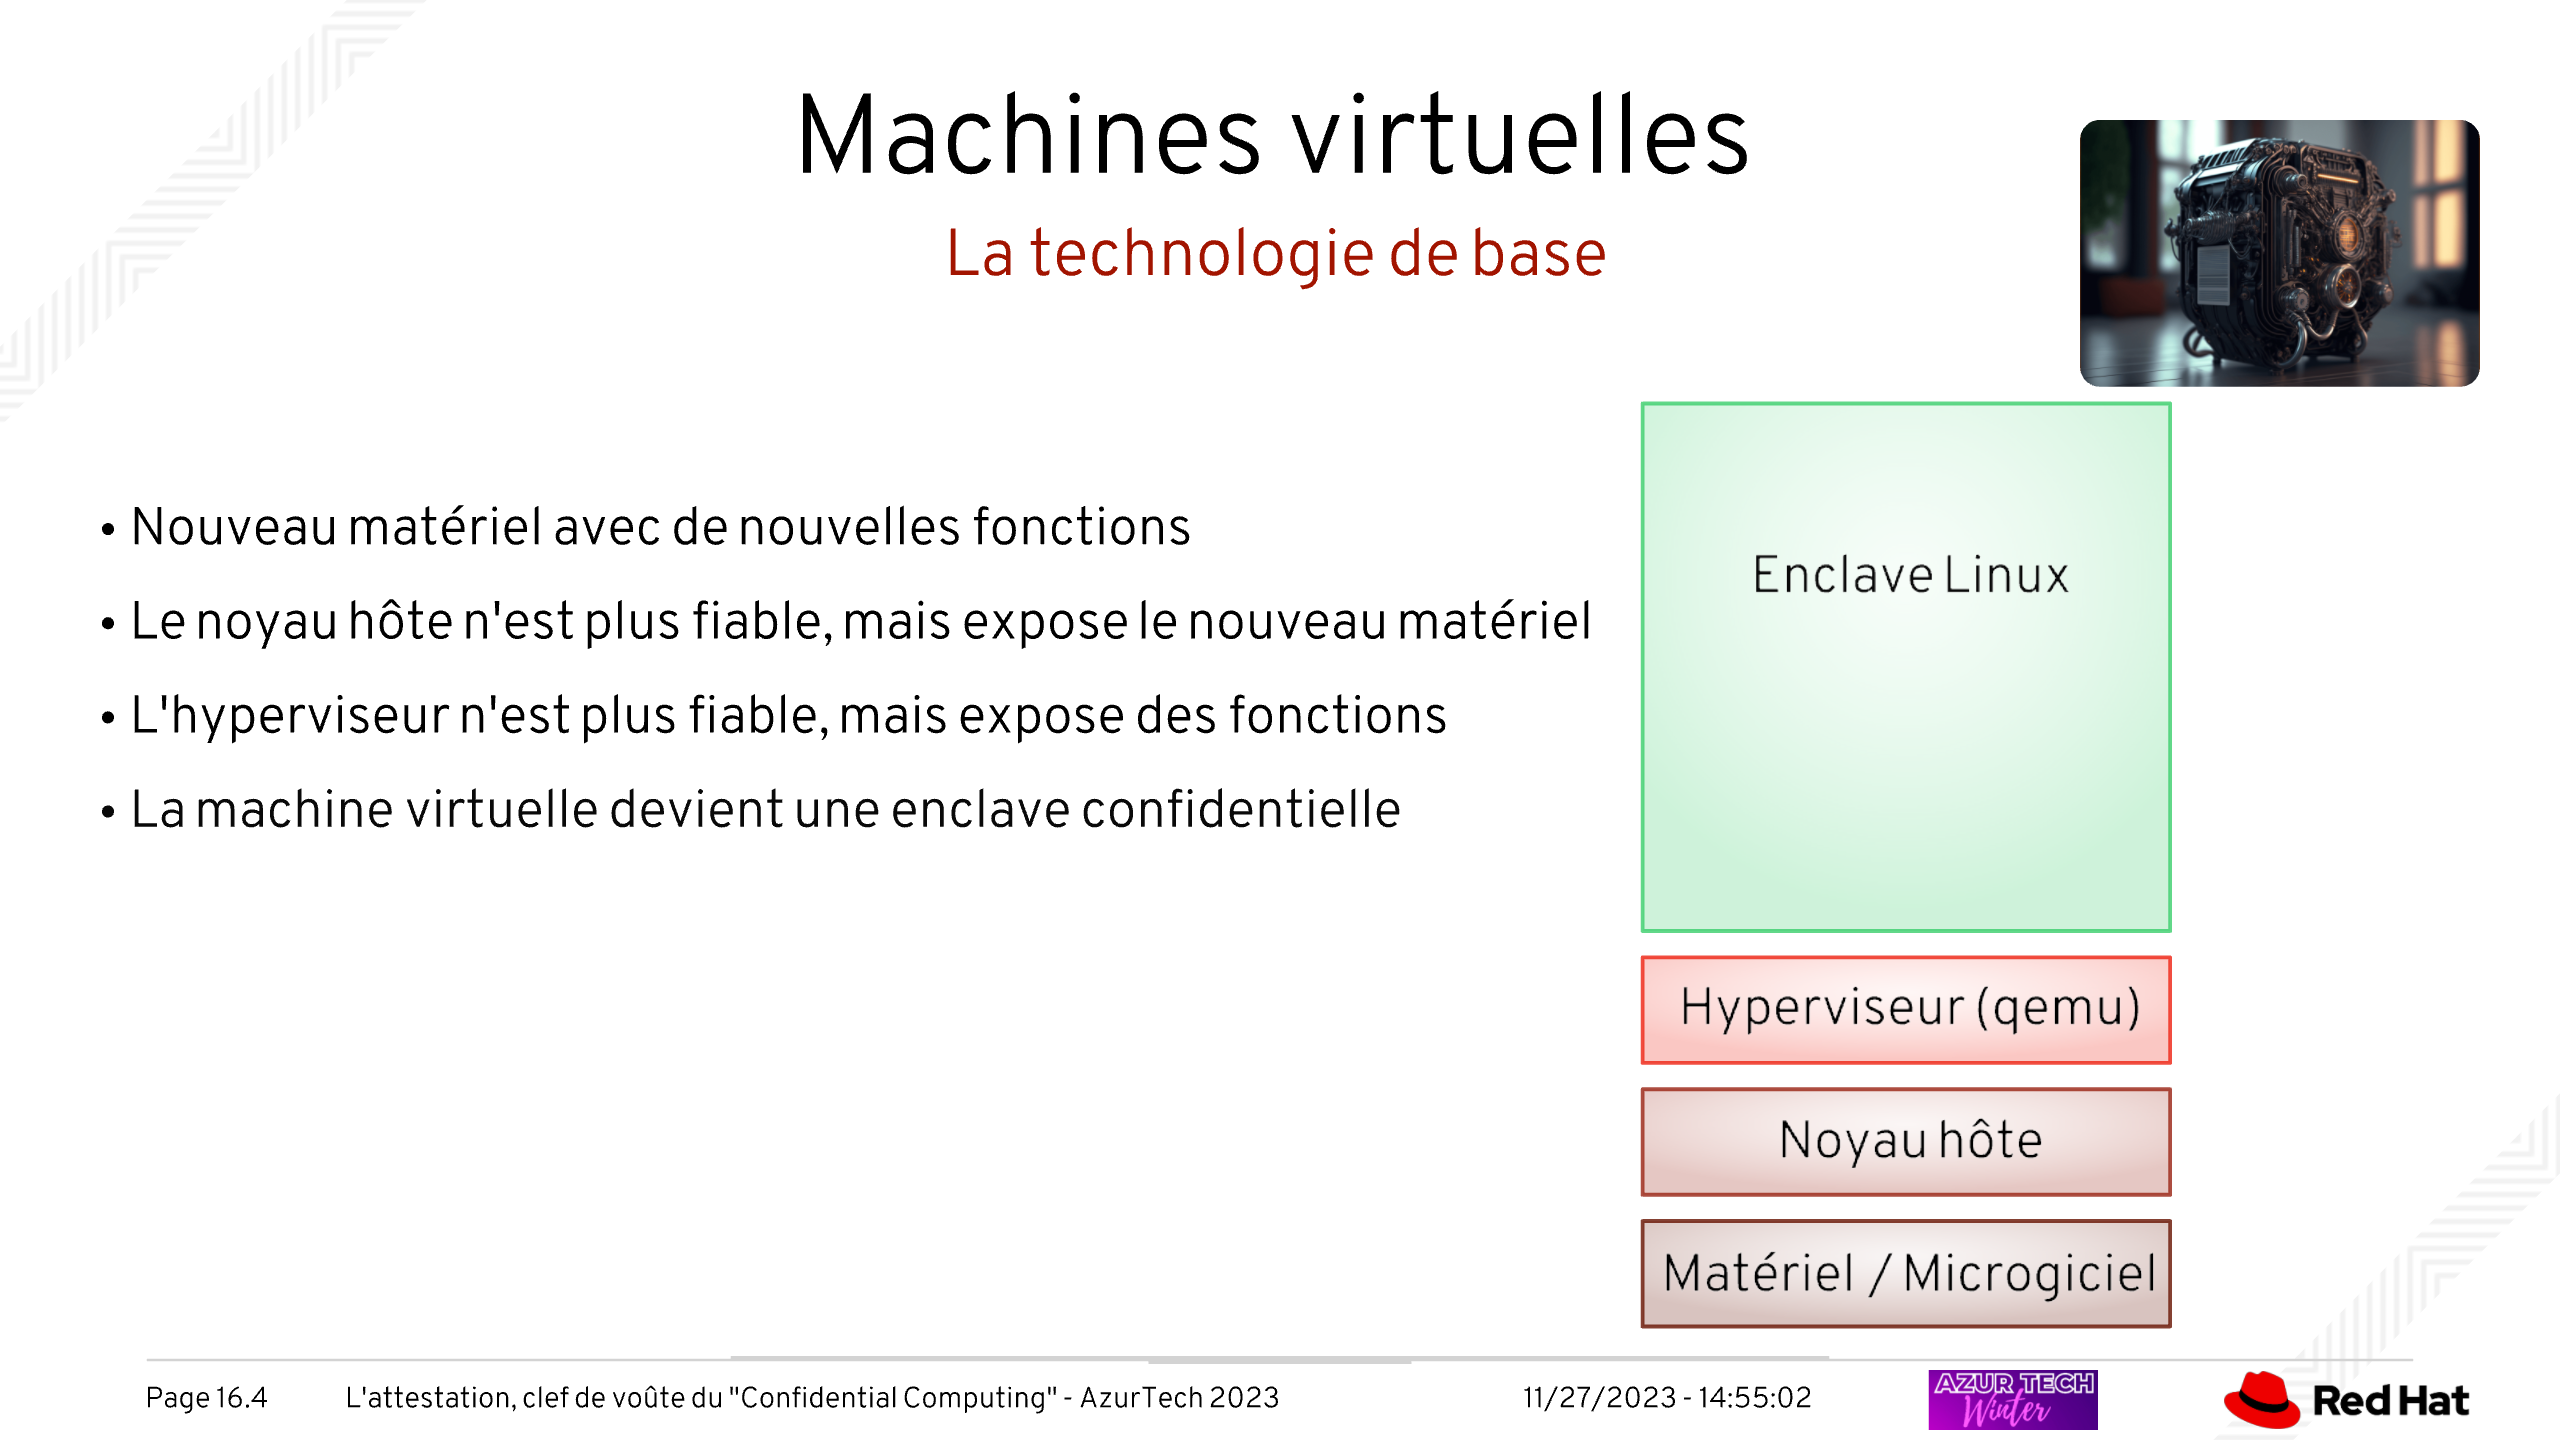 Machines virtuelles
La technologie de base
• Nouveau matériel avec de nouvelles fonctions
• Le noyau hôte n'est plus fiable, mais expose le nouveau matériel
• L'hyperviseur n'est plus fiable, mais expose des fonctions
• La machine virtuelle devient une enclave confidentielle
Enclave Linux
Hyperviseur (qemu)
Noyau hôte
Matériel / Microgiciel
Page 16.4 L'attestation, clef de voûte du "Confidential Computing" - AzurTech 2023 11/27/2023 - 14:55:02
AZUR TECH
Winter
Red Hat